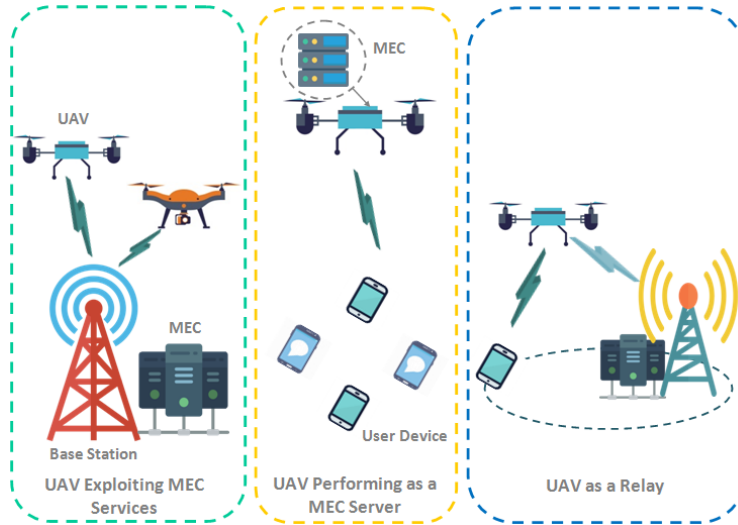 UAV
MEC
Base Station
UAV Exploiting MEC
Services
MEC
User Device
UAV Performing as a
MEC Server
UAV as a Relay